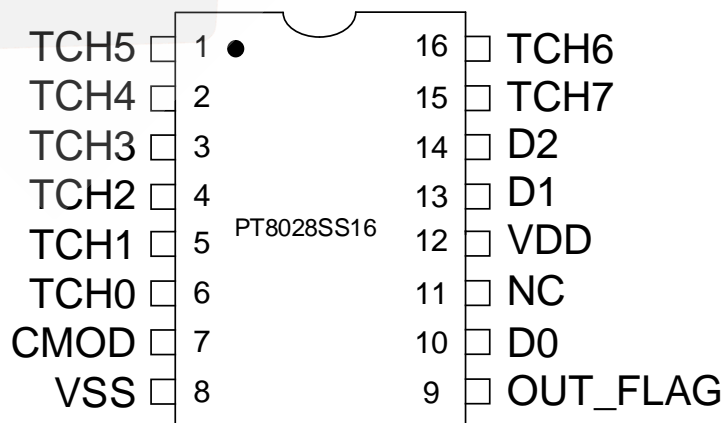 TCH5 1 16 TCH6
TCH4 2 15 TCH7
TCH3 3 14 D2
TCH2 4 13 D1
PT8028SS16
TCH1 5 12 VDD
TCH0 6 11 NC
CMOD 7 10 D0
VSS 8 9 OUT_FLAG